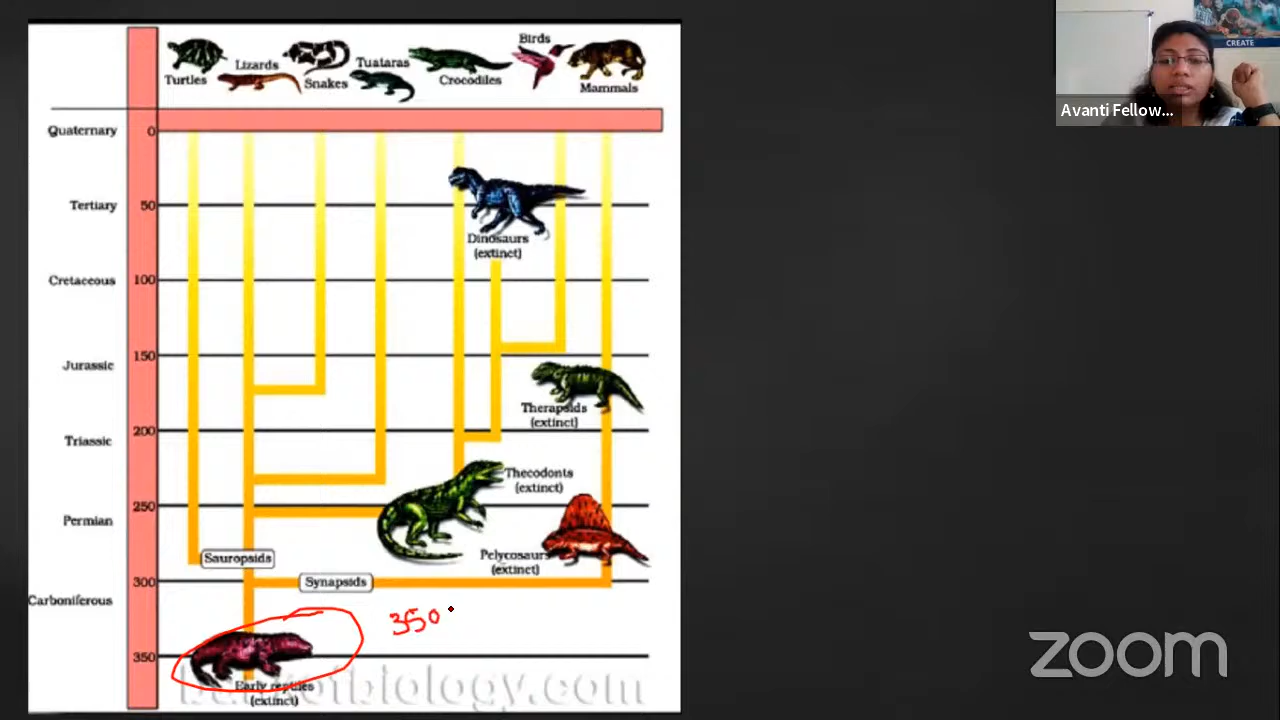 Turtles
Lizards
Snakes
Tuataras
Crocodiles
Birds
Mammals
CREATE
Avanti Fellow...
Quaternary 0
Tertiary 50
Dinosaurs
(extinct)
Cretaceous 100
150
Jurassic
Therapsids
(extinct)
200
Triassic
Thecodonts
(extinct)
250
Permian
Sauropsids
Pelycosaurs
(extinct)
300
Synapsids
Carboniferous
350
350
Early reptiles
(extinct)
ofbiology.com
zoom